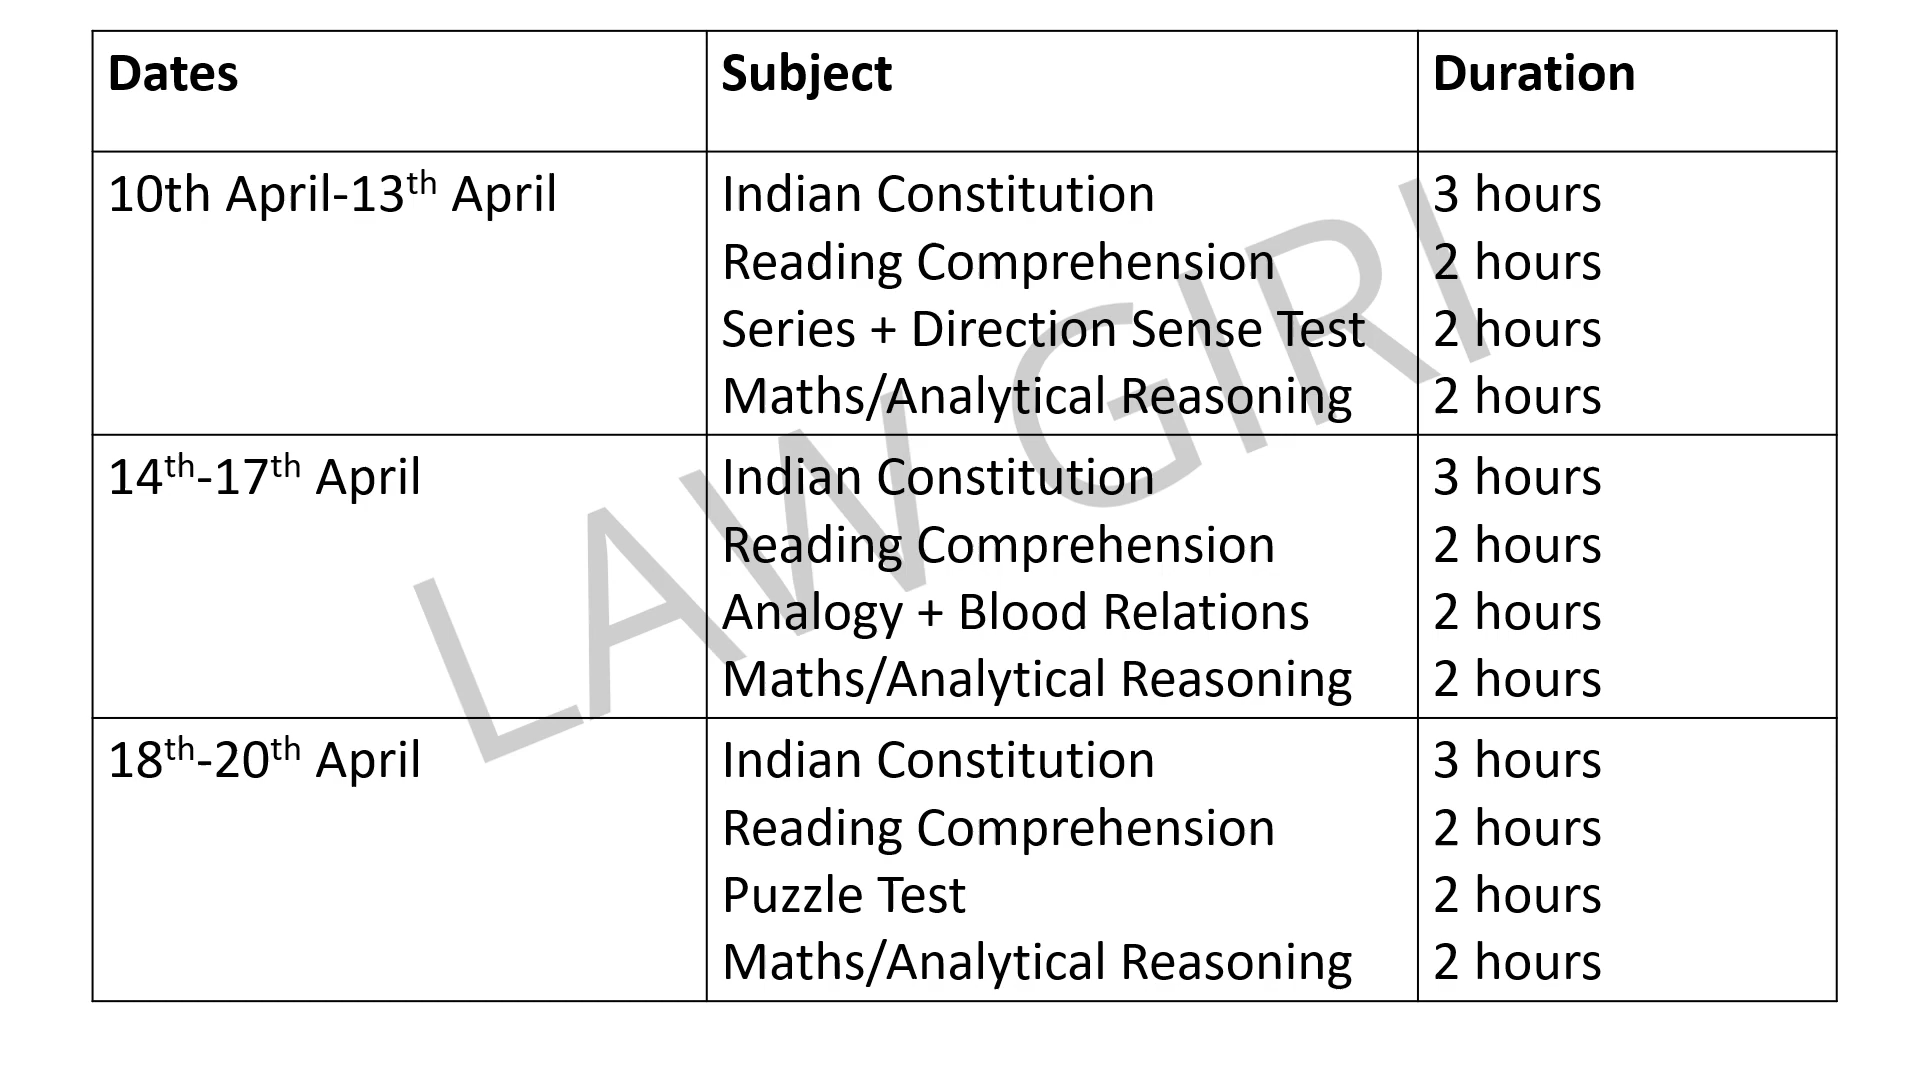 Dates Subject Duration
10th April-13th April Indian Constitution 3 hours
Reading Comprehension 2 hours
Series + Direction Sense Test 2 hours
Maths/Analytical Reasoning 2 hours
14th-17th April Indian Constitution 3 hours
Reading Comprehension 2 hours
Analogy + Blood Relations 2 hours
Maths/Analytical Reasoning 2 hours
18th-20th April Indian Constitution 3 hours
Reading Comprehension 2 hours
Puzzle Test 2 hours
Maths/Analytical Reasoning 2 hours
LAW GIRI